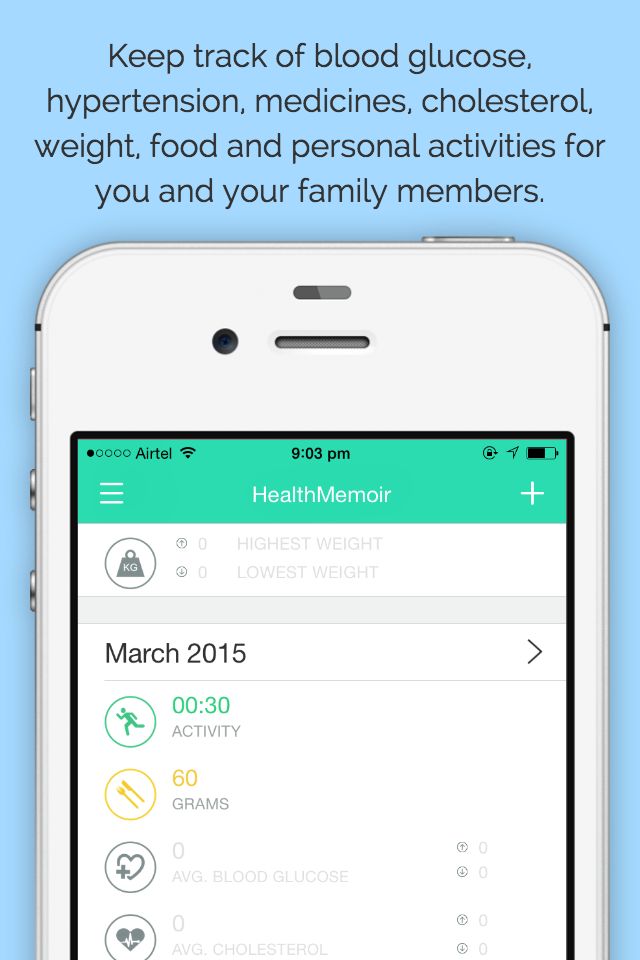 Keep track of blood glucose,
hypertension, medicines, cholesterol,
weight, food and personal activities for
you and your family members.
Airtel 9:03 pm
HealthMemoir
KG
0 HIGHEST WEIGHT
0 LOWEST WEIGHT
March 2015
00:30
ACTIVITY
60
GRAMS
0 0
AVG. BLOOD GLUCOSE 0
0 0
AVG. CHOLESTEROL 0